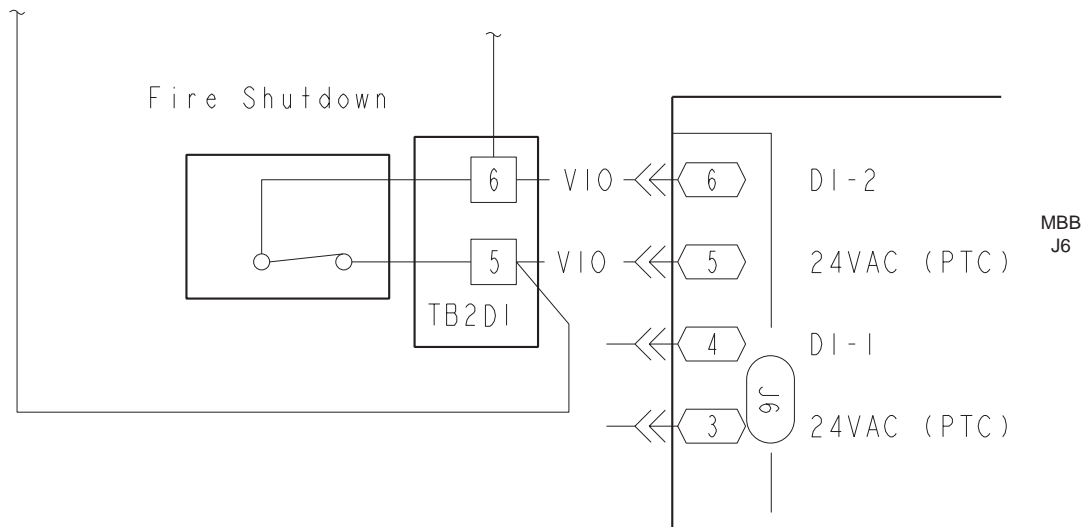 Fire Shutdown
6
VIO
6
DI-2
MBB
J6
5
VIO
5
24VAC (PTC)
TB2DI
4
DI-1
J6
3
24VAC (PTC)